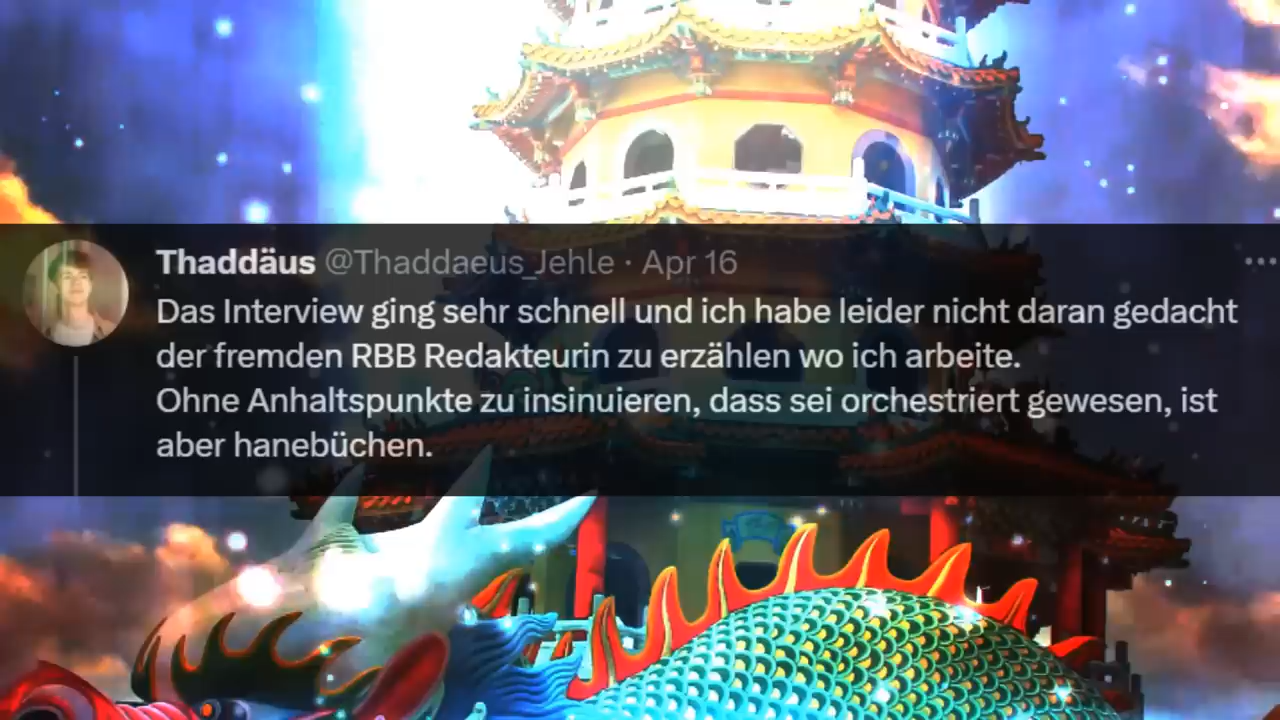 Thaddäus @Thaddaeus_Jehle · Apr 16
Das Interview ging sehr schnell und ich habe leider nicht daran gedacht
der fremden RBB Redakteurin zu erzählen wo ich arbeite.
Ohne Anhaltspunkte zu insinuieren, dass sei orchestriert gewesen, ist
aber hanebüchen.